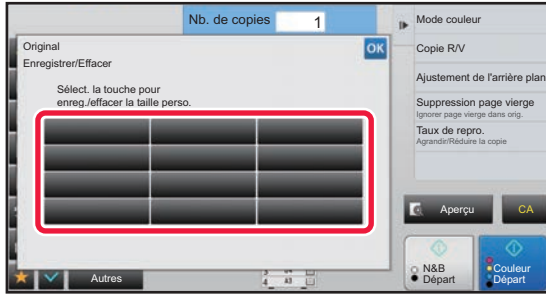 Nb. de copies 1
Original
OK
Enregistrer/Effacer
Sélect. la touche pour
enreg./effacer la taille perso.
Mode couleur
Copie R/V
Ajustement de l'arrière plan
Suppression page vierge
Ignorer page vierge dans orig.
Taux de repro.
Agrandir/Réduire la copie
Aperçu
CA
N&B
Départ
Couleur
Départ
Autres
4 A3